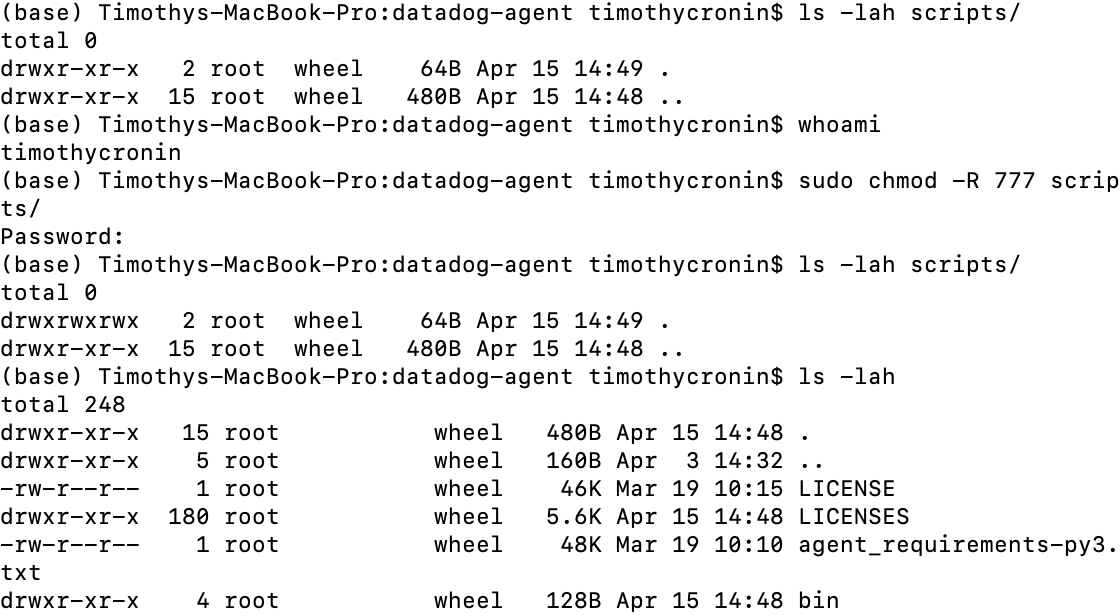 (base) Timothys-MacBook-Pro:datadog-agent timothycronin$ ls -lah scripts/
total 0
drwxr-xr-x   2 root  wheel    64B Apr 15 14:49 .
drwxr-xr-x  15 root  wheel   480B Apr 15 14:48 ..
(base) Timothys-MacBook-Pro:datadog-agent timothycronin$ whoami
timothycronin
(base) Timothys-MacBook-Pro:datadog-agent timothycronin$ sudo chmod -R 777 scrip
ts/
Password:
(base) Timothys-MacBook-Pro:datadog-agent timothycronin$ ls -lah scripts/
total 0
drwxrwxrwx   2 root  wheel    64B Apr 15 14:49 .
drwxr-xr-x  15 root  wheel   480B Apr 15 14:48 ..
(base) Timothys-MacBook-Pro:datadog-agent timothycronin$ ls -lah
total 248
drwxr-xr-x   15 root           wheel   480B Apr 15 14:48 .
drwxr-xr-x    5 root           wheel   160B Apr  3 14:32 ..
-rw-r--r--    1 root           wheel    46K Mar 19 10:15 LICENSE
drwxr-xr-x  180 root           wheel   5.6K Apr 15 14:48 LICENSES
-rw-r--r--    1 root           wheel    48K Mar 19 10:10 agent_requirements-py3.
txt
drwxr-xr-x    4 root           wheel   128B Apr 15 14:48 bin